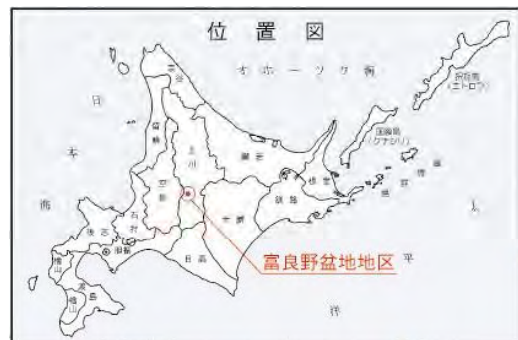 位置図
オホーツク海
日本海
太平洋
択捉島
(エトロフ)
国後島
(クナシリ)
宗谷
留萌
上川
網走
根室
釧路
十勝
空知
石狩
後志
胆振
日高
檜山
渡島
檜山
富良野盆地地区